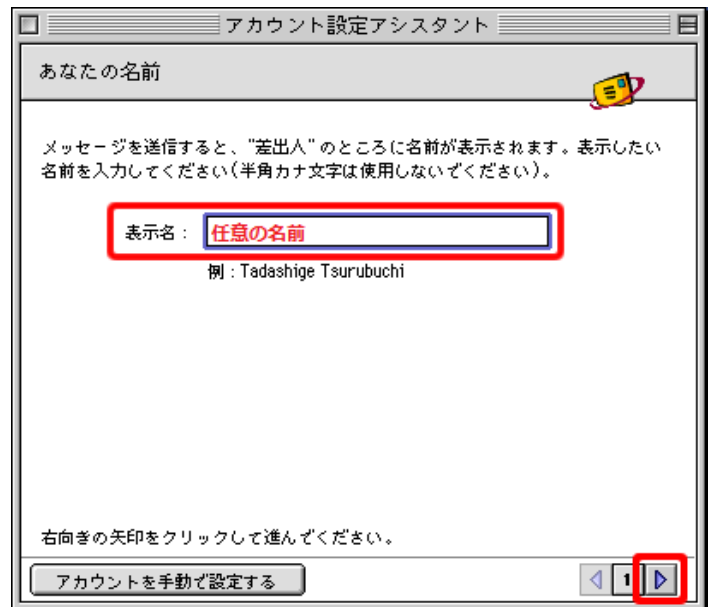 アカウント設定アシスタント
あなたの名前
メッセージを送信すると、"差出人"のところに名前が表示されます。表示したい
名前を入力してください(半角カナ文字は使用しないでください)。
表示名： 任意の名前
例：Tadashige Tsurubuchi
右向きの矢印をクリックして進んでください。
アカウントを手動で設定する 1